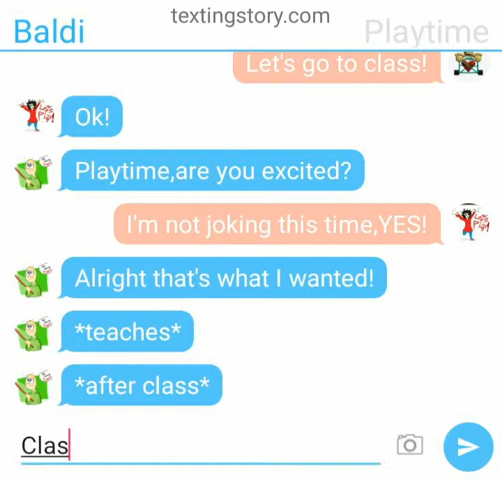 textingstory.com
Baldi
Playtime
Let's go to class!
Ok!
Playtime,are you excited?
I'm not joking this time,YES!
Alright that's what I wanted!
*teaches*
*after class*
Clas